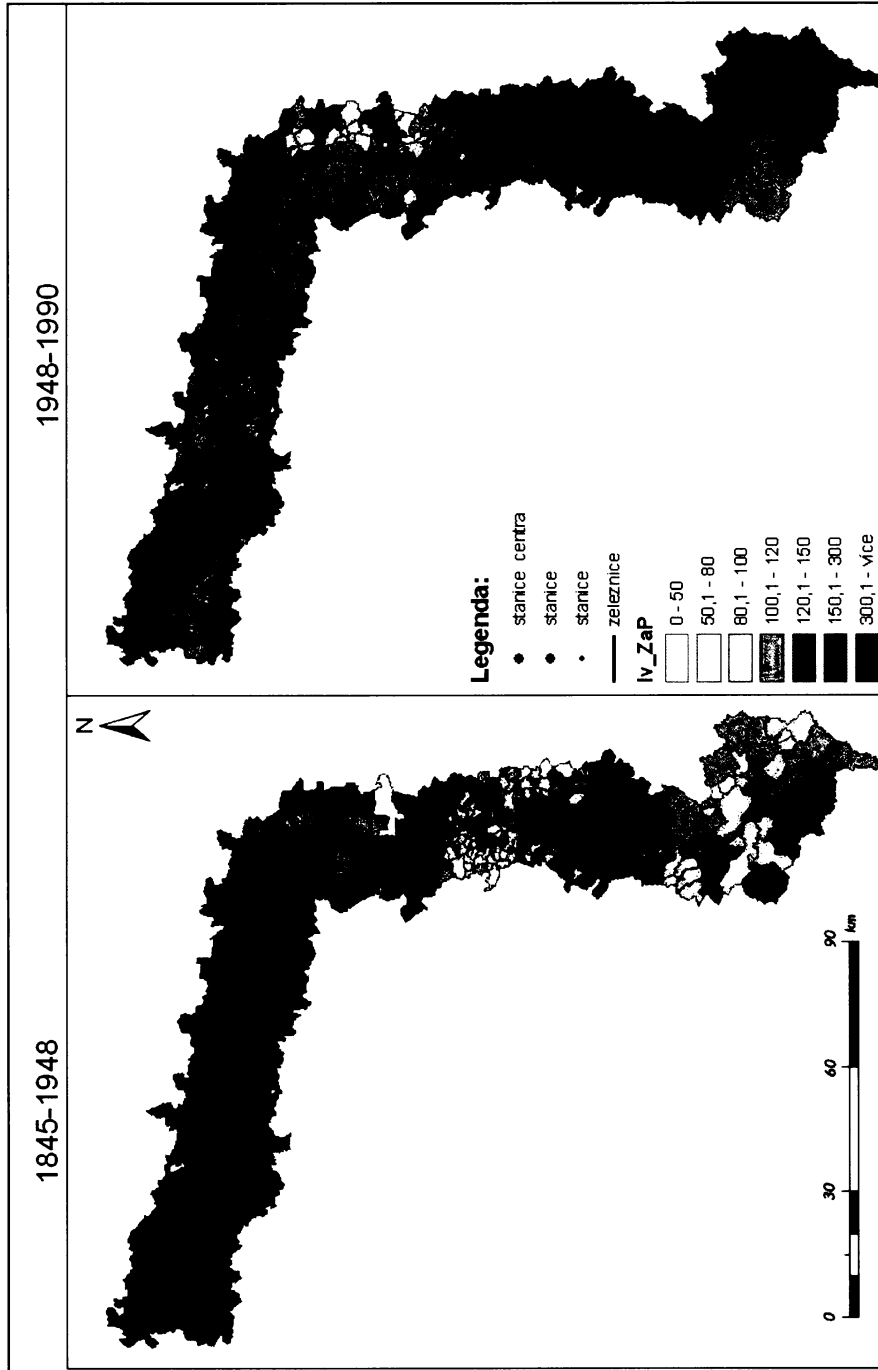 1845-1948
1948-1990
N
Legenda:
stanice centra
stanice
stanice
zeleznice
Iv_ZaP
0 - 50
50,1 - 80
80,1 - 100
100,1 - 120
120,1 - 150
150,1 - 300
300,1 - více
0 30 60 90
km